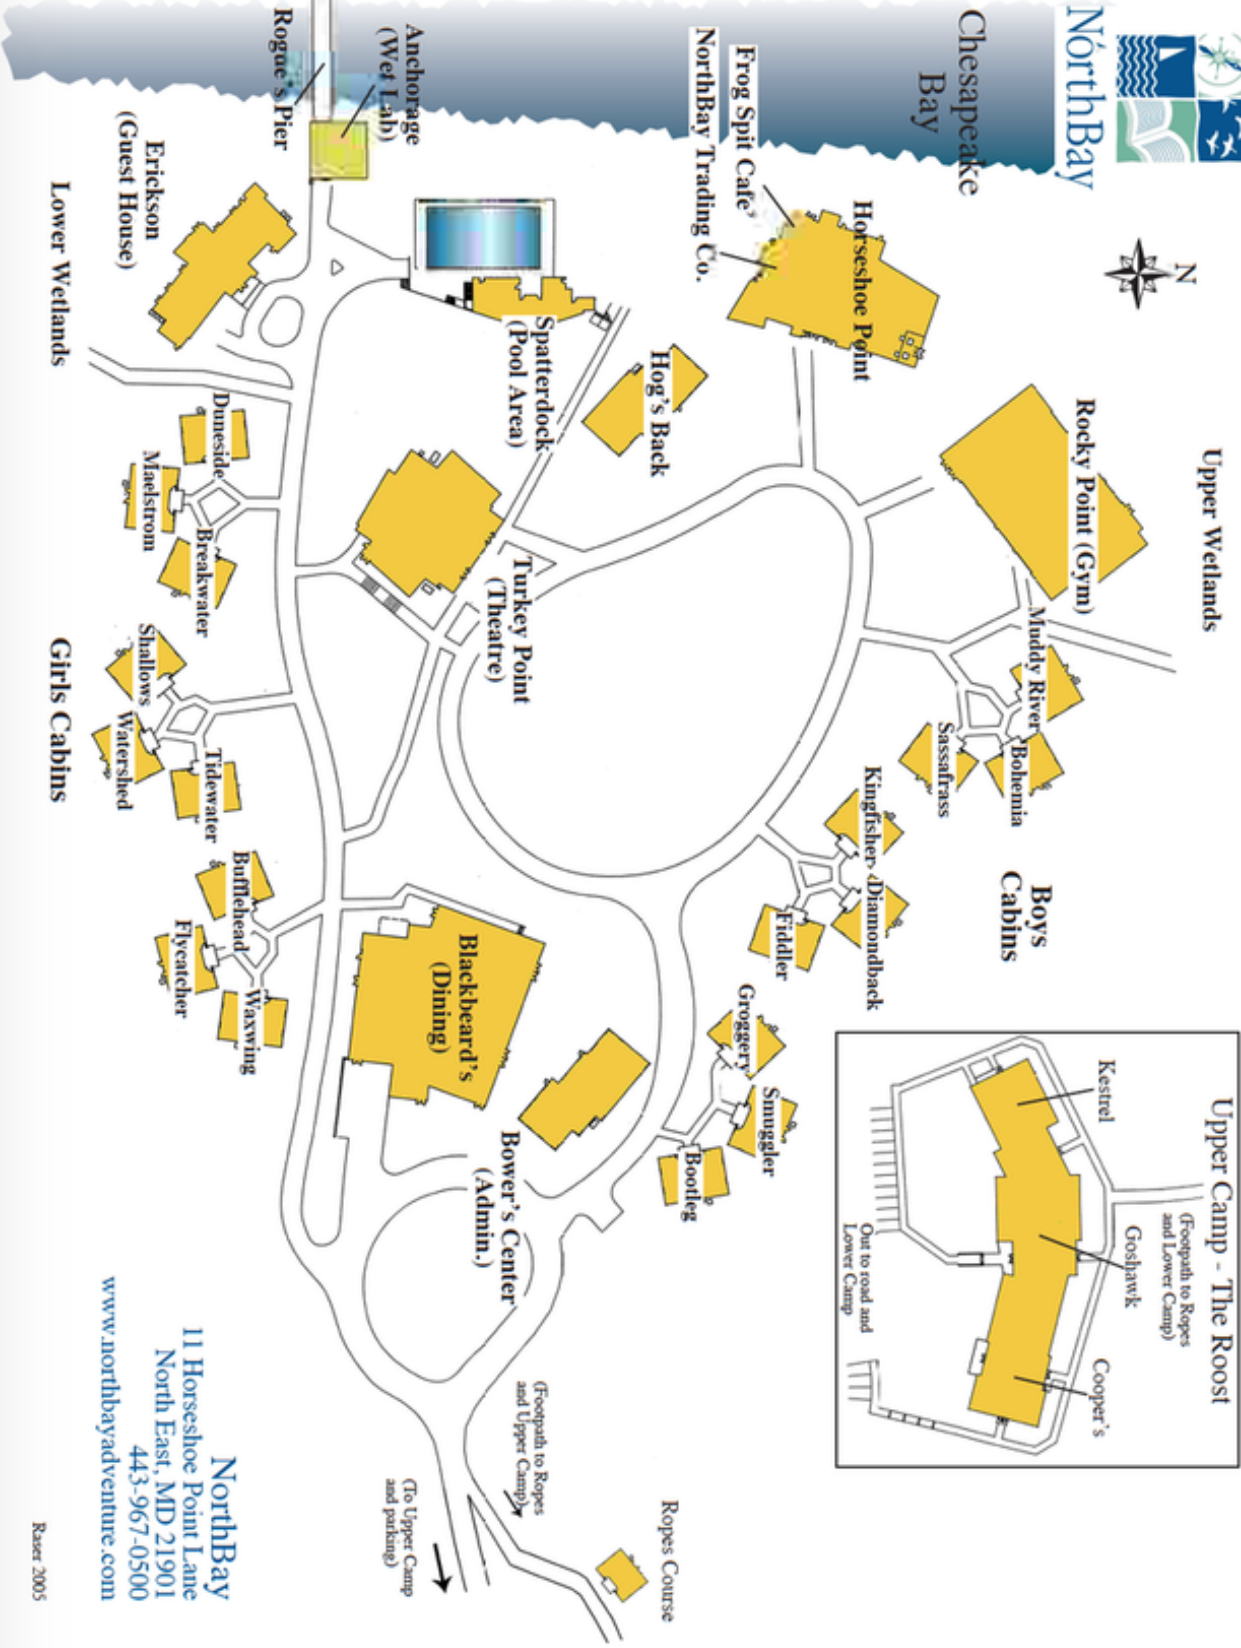 NorthBay
Chesapeake
Bay
N
Upper Wetlands
Upper Camp - The Roost
(Footpath to Ropes
and Lower Camp)
Kestrel
Goshawk
Cooper's
Out to road and
Lower Camp
Rocky Point (Gym)
Muddy River
Bohemia
Sassafrass
Boys
Cabins
Horseshoe Point
Frog Spit Cafe'
NorthBay Trading Co.
Kingfisher
Diamondback
Fiddler
Groggery
Smuggler
Bootleg
Hog's Back
Ropes Course
Spatterdock
(Pool Area)
Turkey Point
(Theatre)
Blackbeard's
(Dining)
Bower's Center
(Admin.)
(Footpath to Ropes
and Upper Camp)
(To Upper Camp
and parking)
Anchorage
(Wet Lab)
Rogue's Pier
Erickson
(Guest House)
Lower Wetlands
Duneside
Maelstrom
Breakwater
Shallows
Watershed
Tidewater
Girls Cabins
Bufflehead
Flycatcher
Waxwing
NorthBay
11 Horseshoe Point Lane
North East, MD 21901
443-967-0500
www.northbayadventure.com
Raser 2005